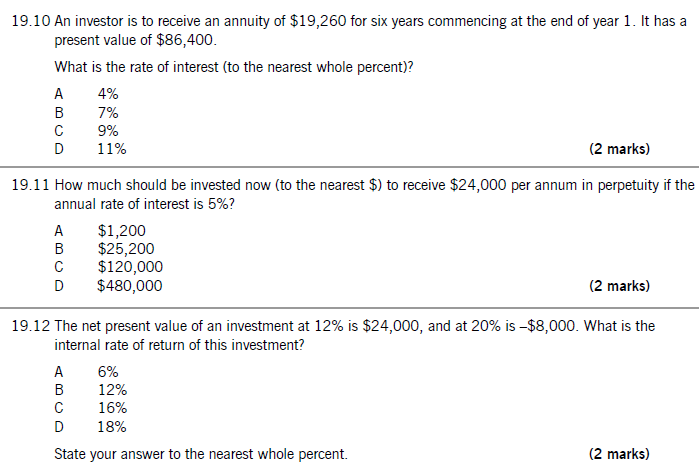 19.10 An investor is to receive an annuity of $19,260 for six years commencing at the end of year 1. It has a
present value of $86,400.
What is the rate of interest (to the nearest whole percent)?
A 4%
B 7%
C 9%
D 11% (2 marks)
19.11 How much should be invested now (to the nearest $) to receive $24,000 per annum in perpetuity if the
annual rate of interest is 5%?
A $1,200
B $25,200
C $120,000
D $480,000 (2 marks)
19.12 The net present value of an investment at 12% is $24,000, and at 20% is –$8,000. What is the
internal rate of return of this investment?
A 6%
B 12%
C 16%
D 18%
State your answer to the nearest whole percent. (2 marks)